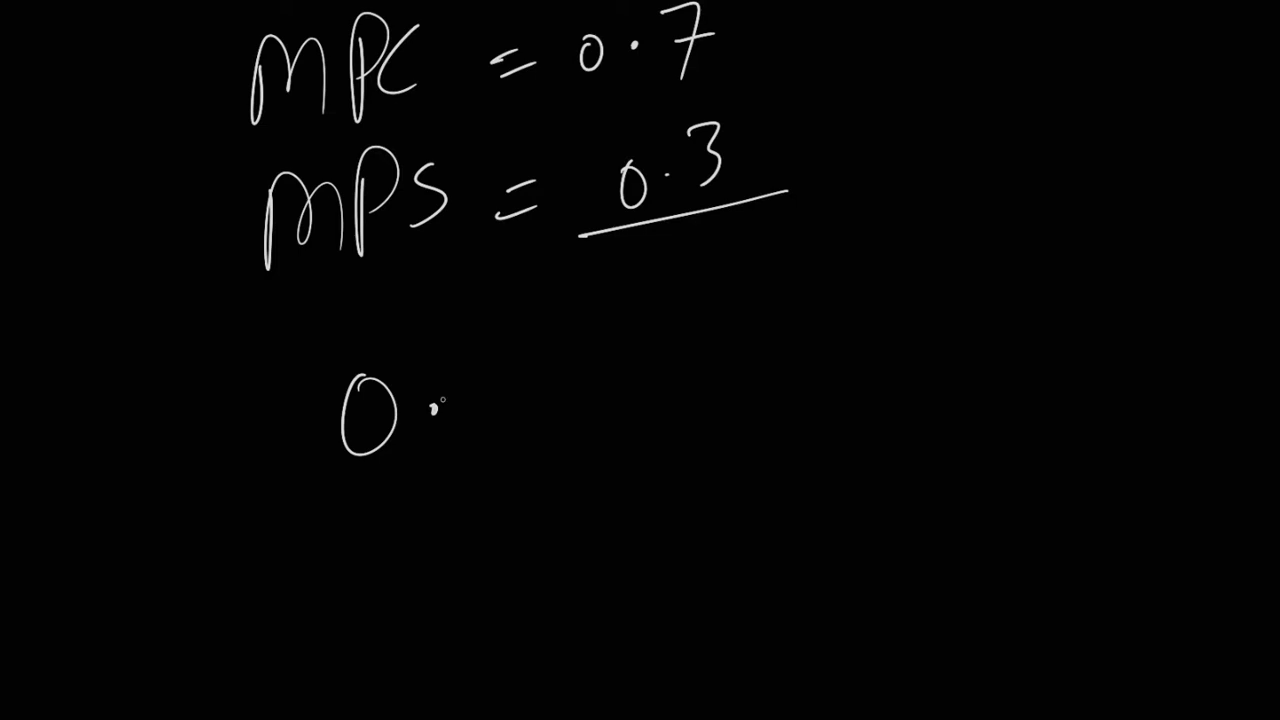 MPC = 0.7
MPS = 0.3
0.